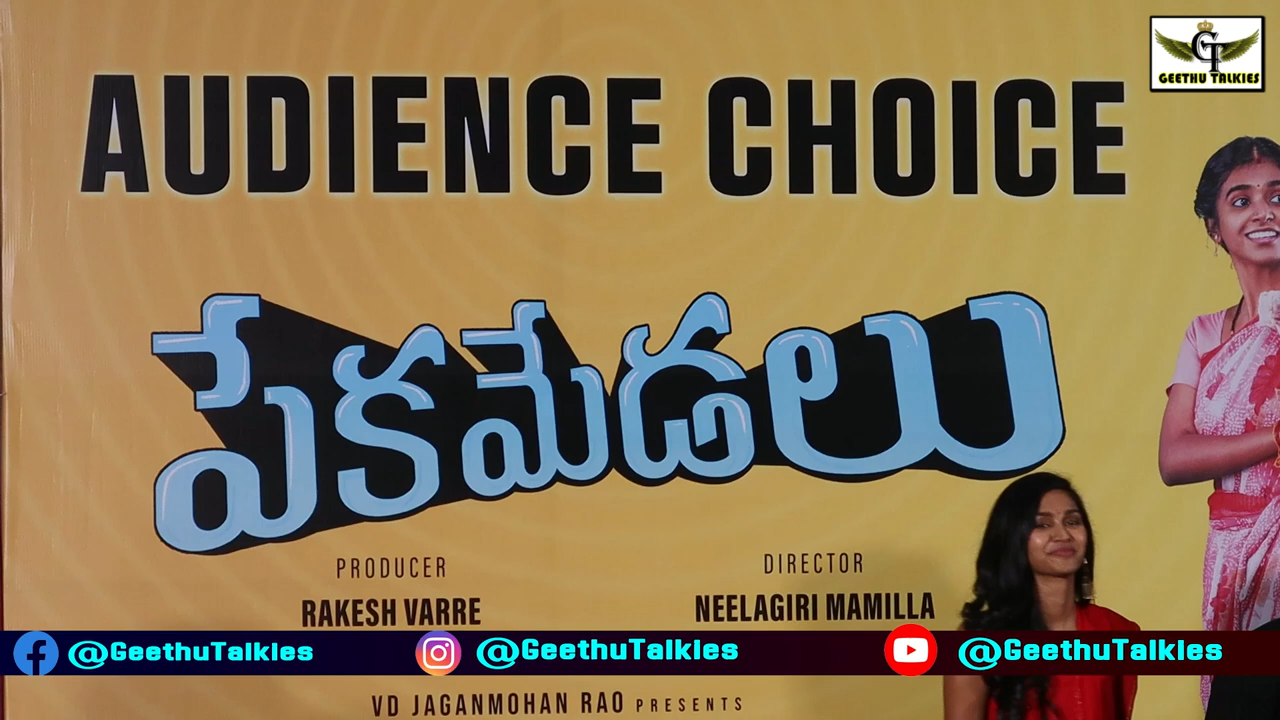 GT
GEETHU TALKIES
AUDIENCE CHOICE
పేకమేడలు
PRODUCER
RAKESH VARRE
DIRECTOR
NEELAGIRI MAMILLA
@GeethuTalkies
@GeethuTalkies
@GeethuTalkies
VD JAGANMOHAN RAO PRESENTS